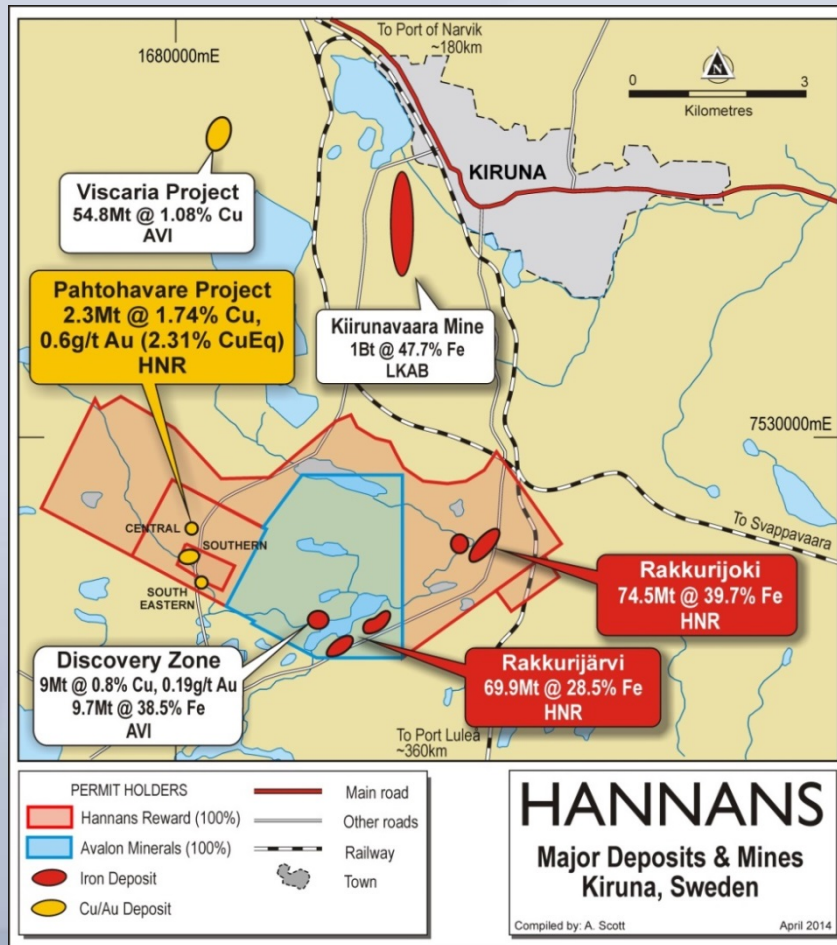 To Port of Narvik
~180km
1680000mE
N
0 3
Kilometres
KIRUNA
Viscaria Project
54.8Mt @ 1.08% Cu
AVI
Pahtohavare Project
2.3Mt @ 1.74% Cu,
0.6g/t Au (2.31% CuEq)
HNR
Kiirunavaara Mine
1Bt @ 47.7% Fe
LKAB
7530000mE
To Svappavaara
CENTRAL
SOUTHERN
SOUTH
EASTERN
Rakkurijoki
74.5Mt @ 39.7% Fe
HNR
Discovery Zone
9Mt @ 0.8% Cu, 0.19g/t Au
9.7Mt @ 38.5% Fe
AVI
Rakkurijärvi
69.9Mt @ 28.5% Fe
HNR
To Port Luleå
~360km
PERMIT HOLDERS
Hannans Reward (100%)
Avalon Minerals (100%)
Iron Deposit
Cu/Au Deposit
Main road
Other roads
Railway
Town
HANNANS
Major Deposits & Mines
Kiruna, Sweden
Compiled by: A. Scott April 2014